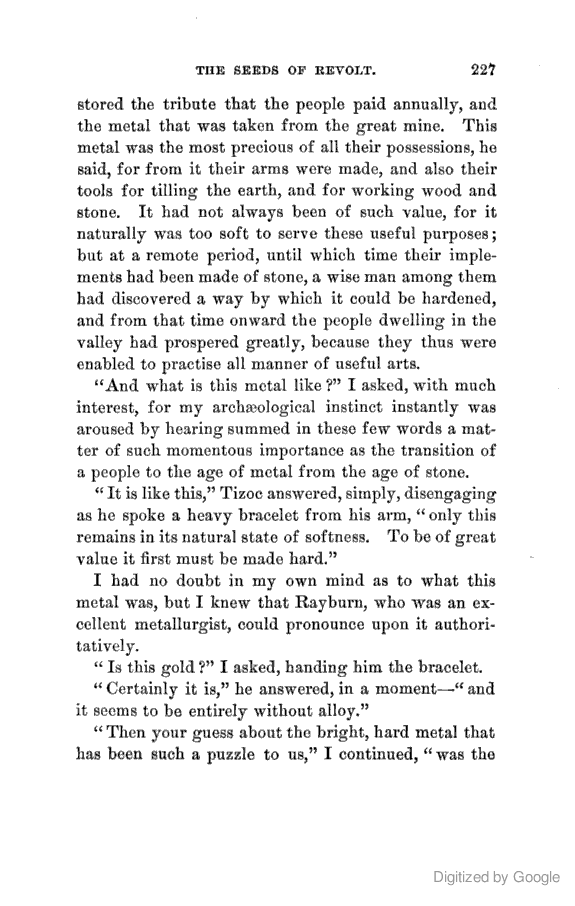 THE SEEDS OF REVOLT. 227
stored the tribute that the people paid annually, and
the metal that was taken from the great mine. This
metal was the most precious of all their possessions, he
said, for from it their arms were made, and also their
tools for tilling the earth, and for working wood and
stone. It had not always been of such value, for it
naturally was too soft to serve these useful purposes;
but at a remote period, until which time their imple-
ments had been made of stone, a wise man among them
had discovered a way by which it could be hardened,
and from that time onward the people dwelling in the
valley had prospered greatly, because they thus were
enabled to practise all manner of useful arts.
"And what is this metal like?" I asked, with much
interest, for my archæological instinct instantly was
aroused by hearing summed in these few words a mat-
ter of such momentous importance as the transition of
a people to the age of metal from the age of stone.
"It is like this," Tizoc answered, simply, disengaging
as he spoke a heavy bracelet from his arm, "only this
remains in its natural state of softness. To be of great
value it first must be made hard."
I had no doubt in my own mind as to what this
metal was, but I knew that Rayburn, who was an ex-
cellent metallurgist, could pronounce upon it authori-
tatively.
"Is this gold?" I asked, handing him the bracelet.
"Certainly it is," he answered, in a moment—"and
it seems to be entirely without alloy."
"Then your guess about the bright, hard metal that
has been such a puzzle to us," I continued, "was the
Digitized by Google